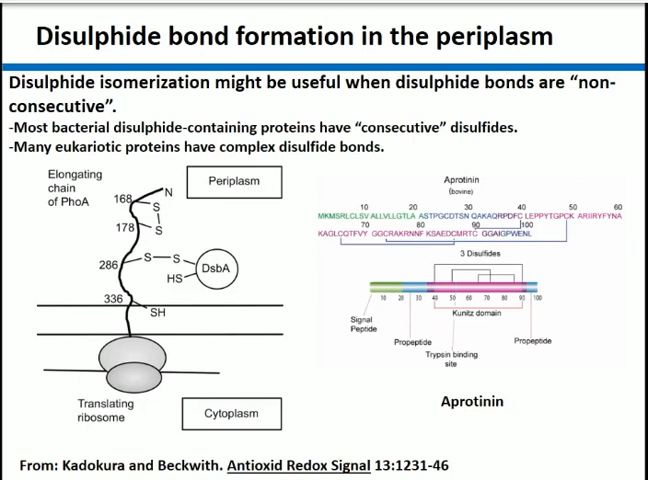 Disulphide bond formation in the periplasm
Disulphide isomerization might be useful when disulphide bonds are “non-
consecutive”.
-Most bacterial disulphide-containing proteins have “consecutive” disulfides.
-Many eukariotic proteins have complex disulfide bonds.
Elongating
chain
of PhoA
Periplasm
N
168
S
S
178
286
S
S
DsbA
HS
336
SH
Translating
ribosome
Cytoplasm
Aprotinin
(bovine)
10 20 30 40 50 60
MKMSRLCLSV ALLVLLGTLA ASTPGCDTSN QAKAQRPDFC LEPPYTGPCK ARIIRYFYNA
70 80 90 100
KAGLCQTFVY GGCRAKRNNF KSAEDCMRTC GGAIGPWENL
3 Disulfides
10 20 30 40 50 60 70 80 90 100
Signal
Peptide
Propeptide
Kunitz domain
Trypsin binding
site
Propeptide
Aprotinin
From: Kadokura and Beckwith. Antioxid Redox Signal 13:1231-46